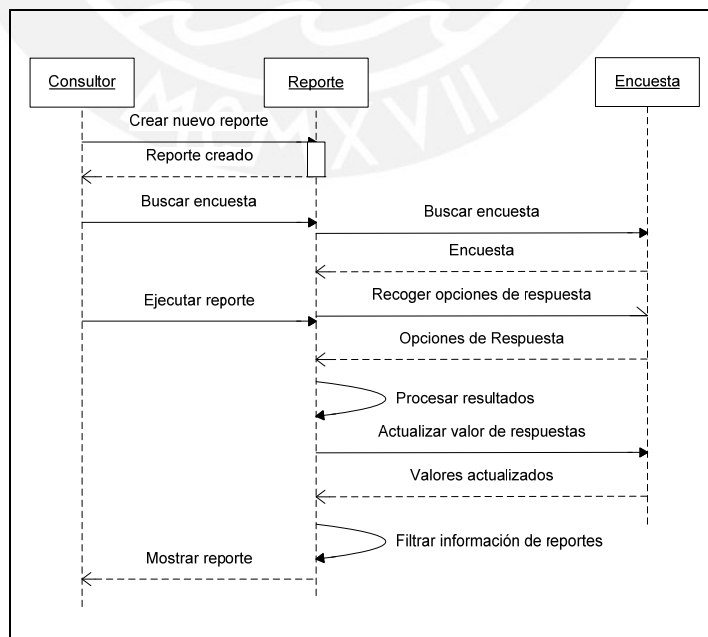 MCMXVII
Consultor
Reporte
Encuesta
Crear nuevo reporte
Reporte creado
Buscar encuesta
Buscar encuesta
Encuesta
Ejecutar reporte
Recoger opciones de respuesta
Opciones de Respuesta
Procesar resultados
Actualizar valor de respuestas
Valores actualizados
Filtrar información de reportes
Mostrar reporte